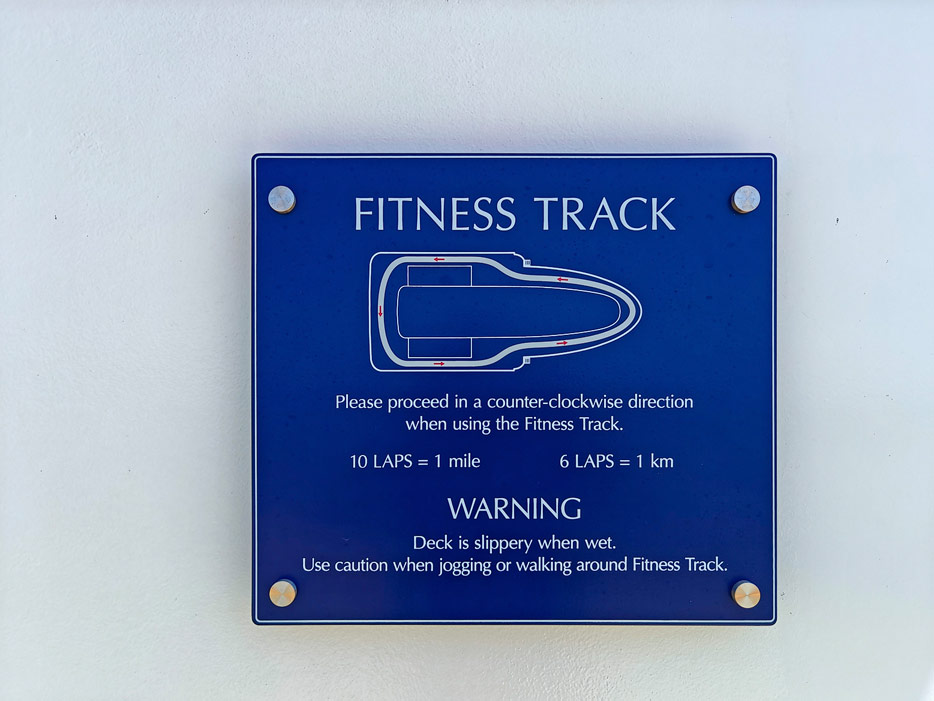 FITNESS TRACK
Please proceed in a counter-clockwise direction
when using the Fitness Track.
10 LAPS = 1 mile 6 LAPS = 1 km
WARNING
Deck is slippery when wet.
Use caution when jogging or walking around Fitness Track.